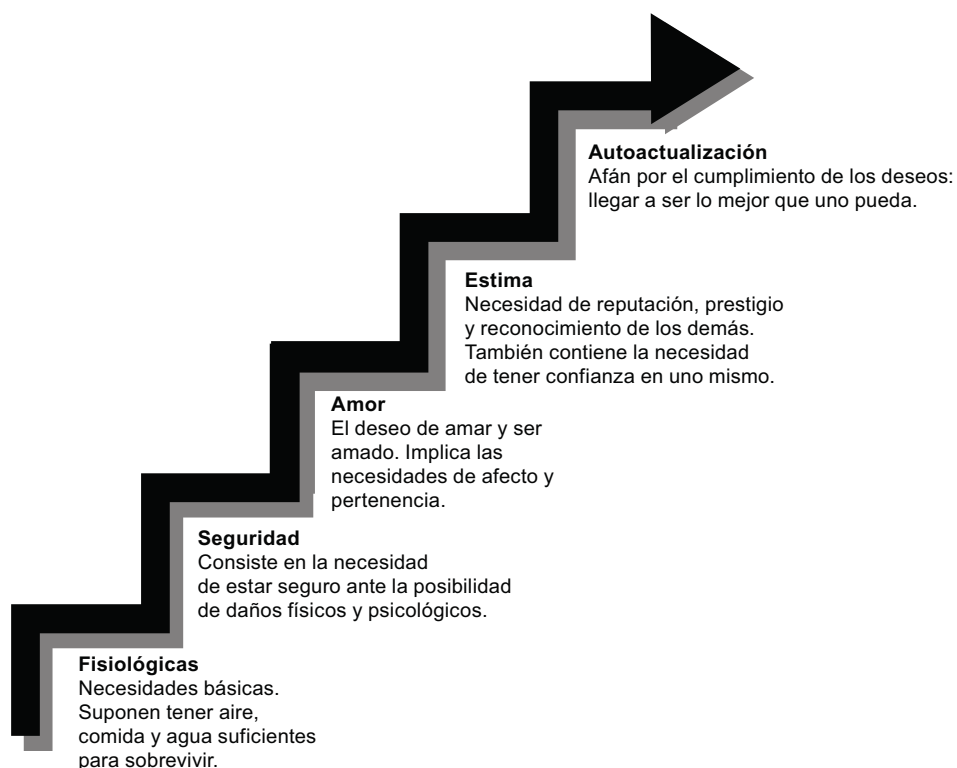 Autoactualización
Afán por el cumplimiento de los deseos:
llegar a ser lo mejor que uno pueda.
Estima
Necesidad de reputación, prestigio
y reconocimiento de los demás.
También contiene la necesidad
de tener confianza en uno mismo.
Amor
El deseo de amar y ser
amado. Implica las
necesidades de afecto y
pertenencia.
Seguridad
Consiste en la necesidad
de estar seguro ante la posibilidad
de daños físicos y psicológicos.
Fisiológicas
Necesidades básicas.
Suponen tener aire,
comida y agua suficientes
para sobrevivir.